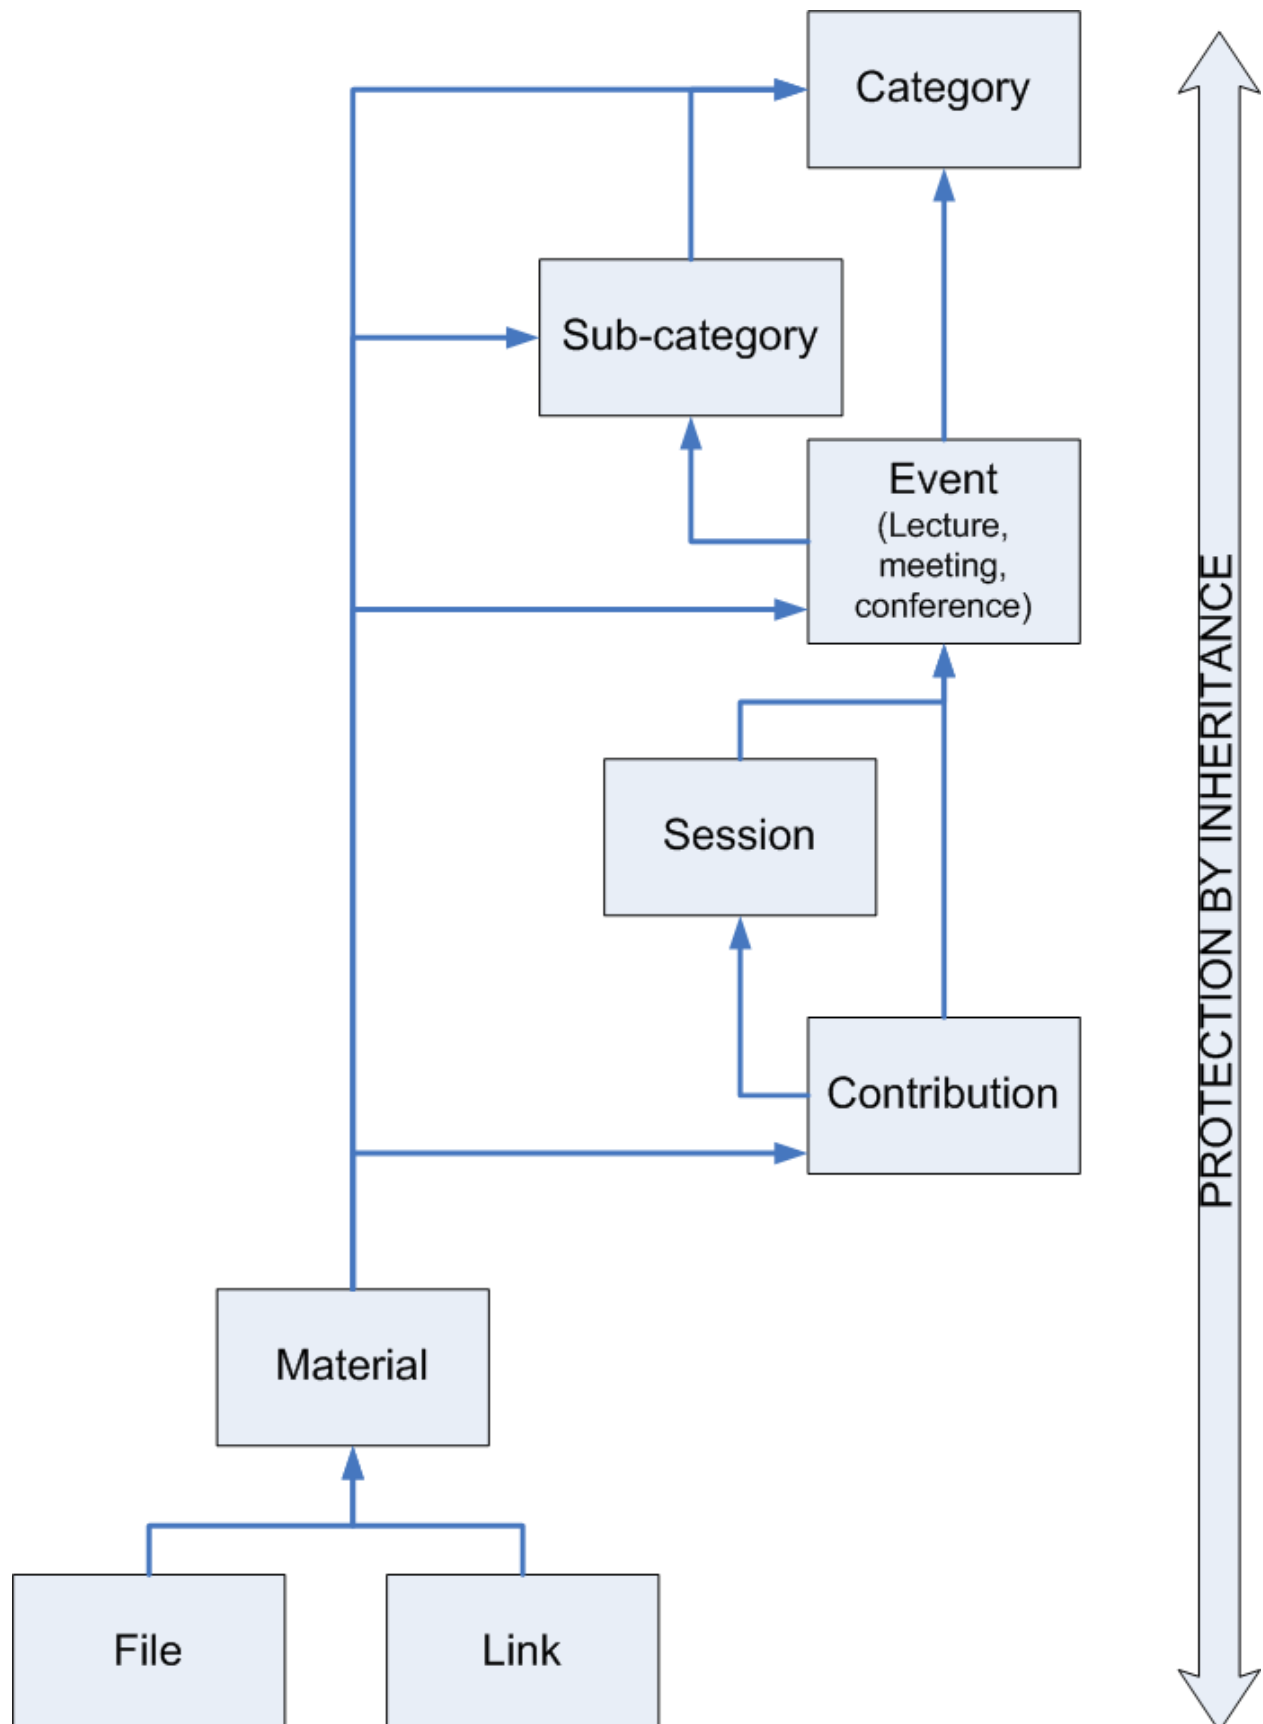 Category
Sub-category
Event
(Lecture,
meeting,
conference)
Session
Contribution
Material
File
Link
PROTECTION BY INHERITANCE